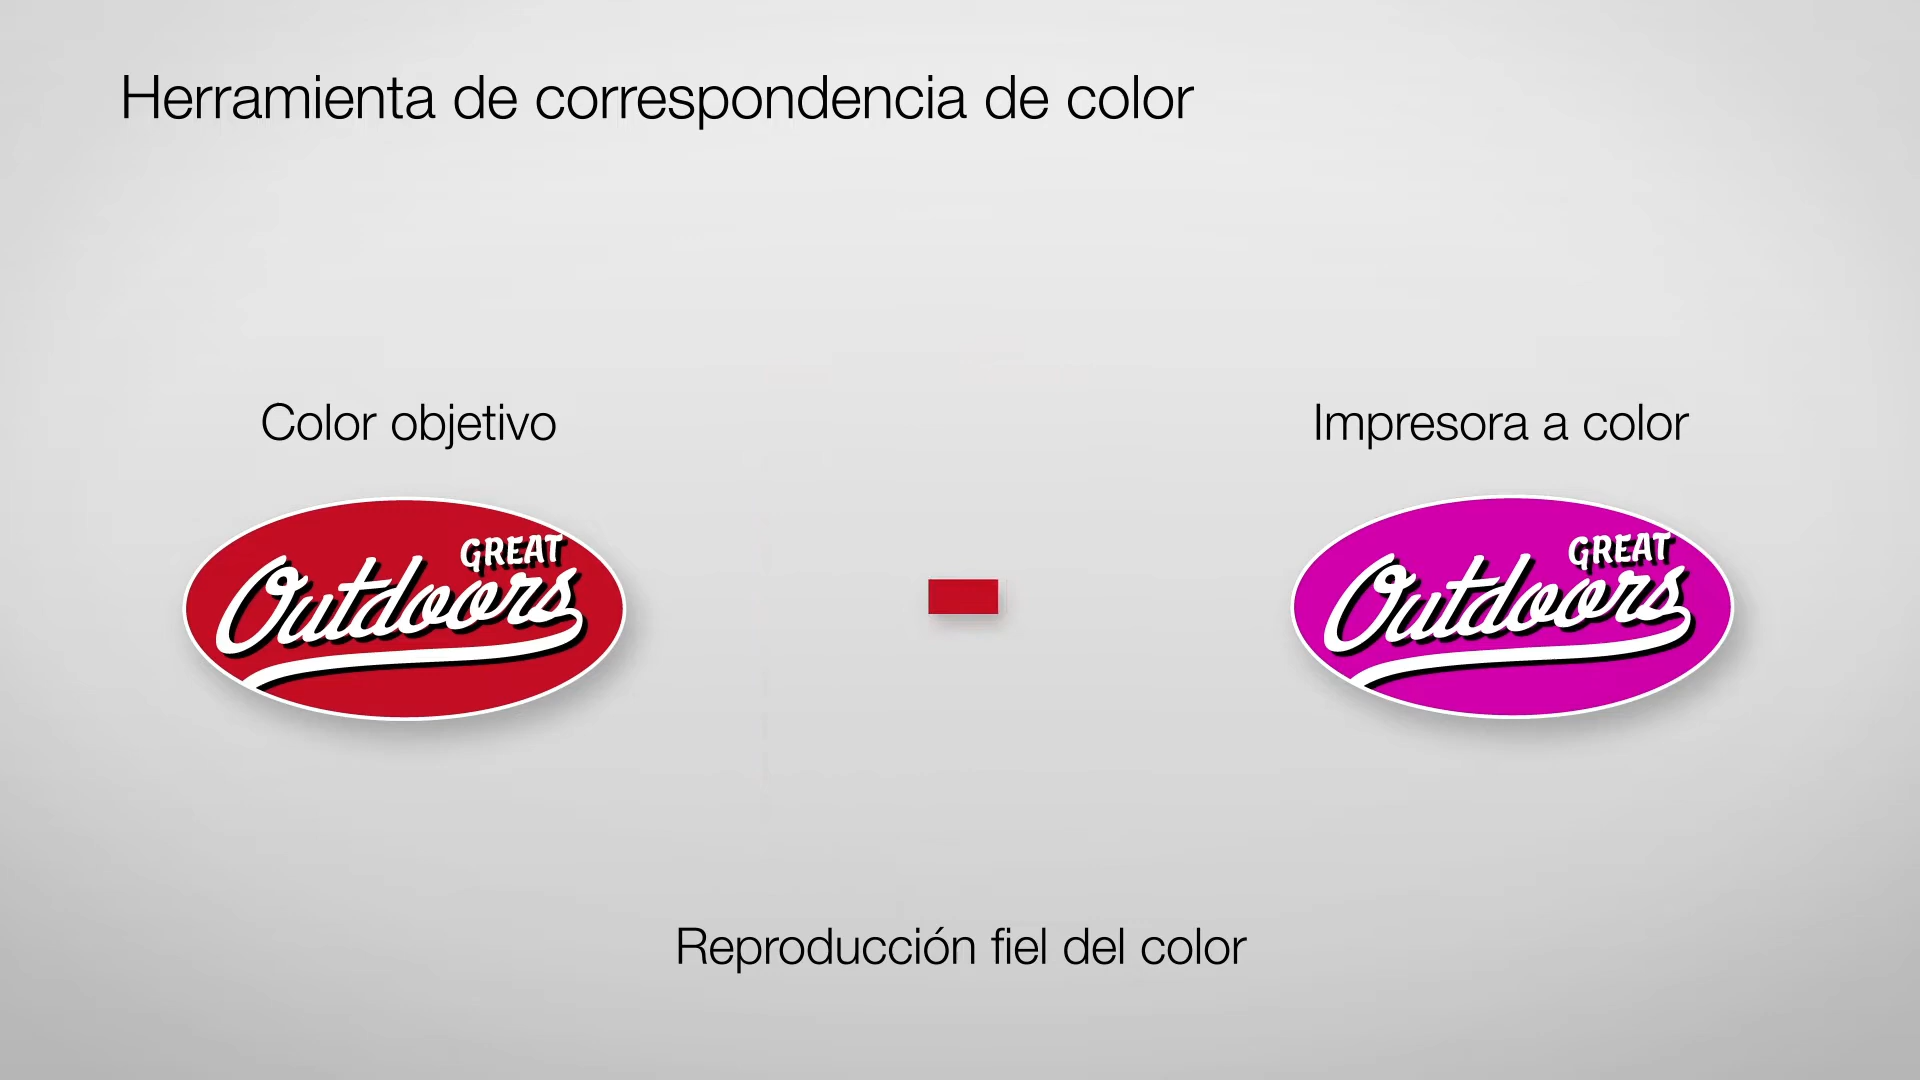 Herramienta de correspondencia de color
Color objetivo
Impresora a color
GREAT
Outdoors
GREAT
Outdoors
Reproducción fiel del color